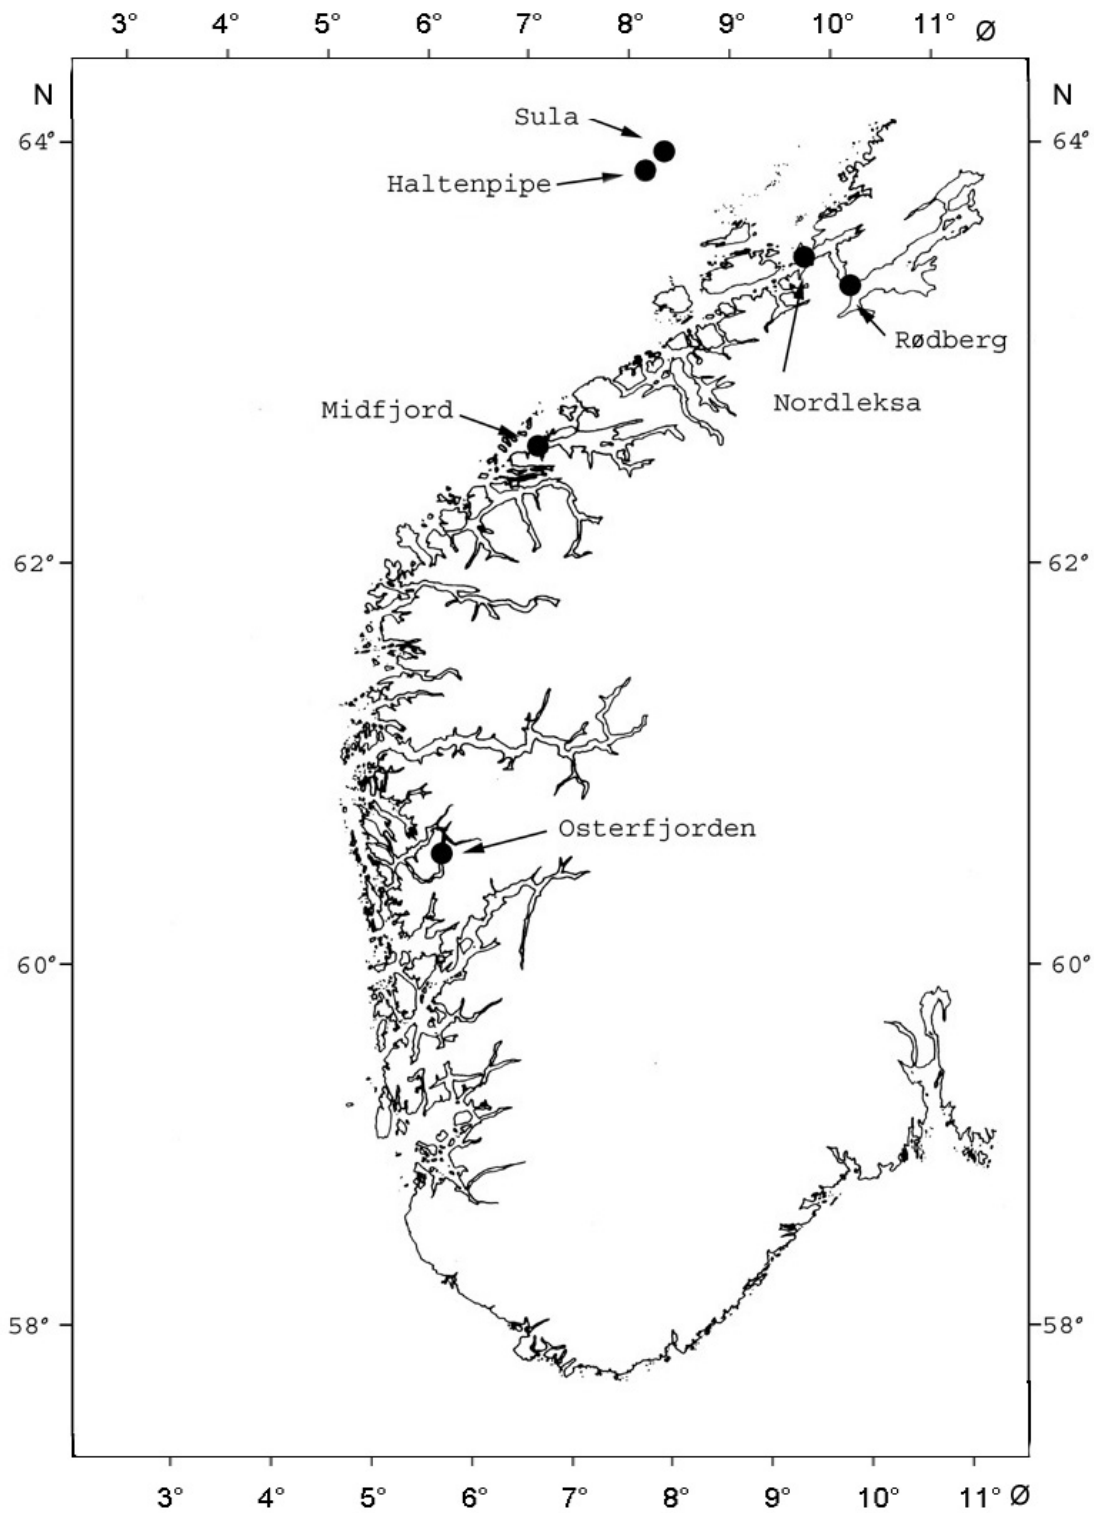 3° 4° 5° 6° 7° 8° 9° 10° 11° Ø
N N
Sula
64° 64°
Haltenpipe
Rødberg
Nordleksa
Midfjord
62° 62°
Osterfjorden
60° 60°
58° 58°
3° 4° 5° 6° 7° 8° 9° 10° 11° Ø